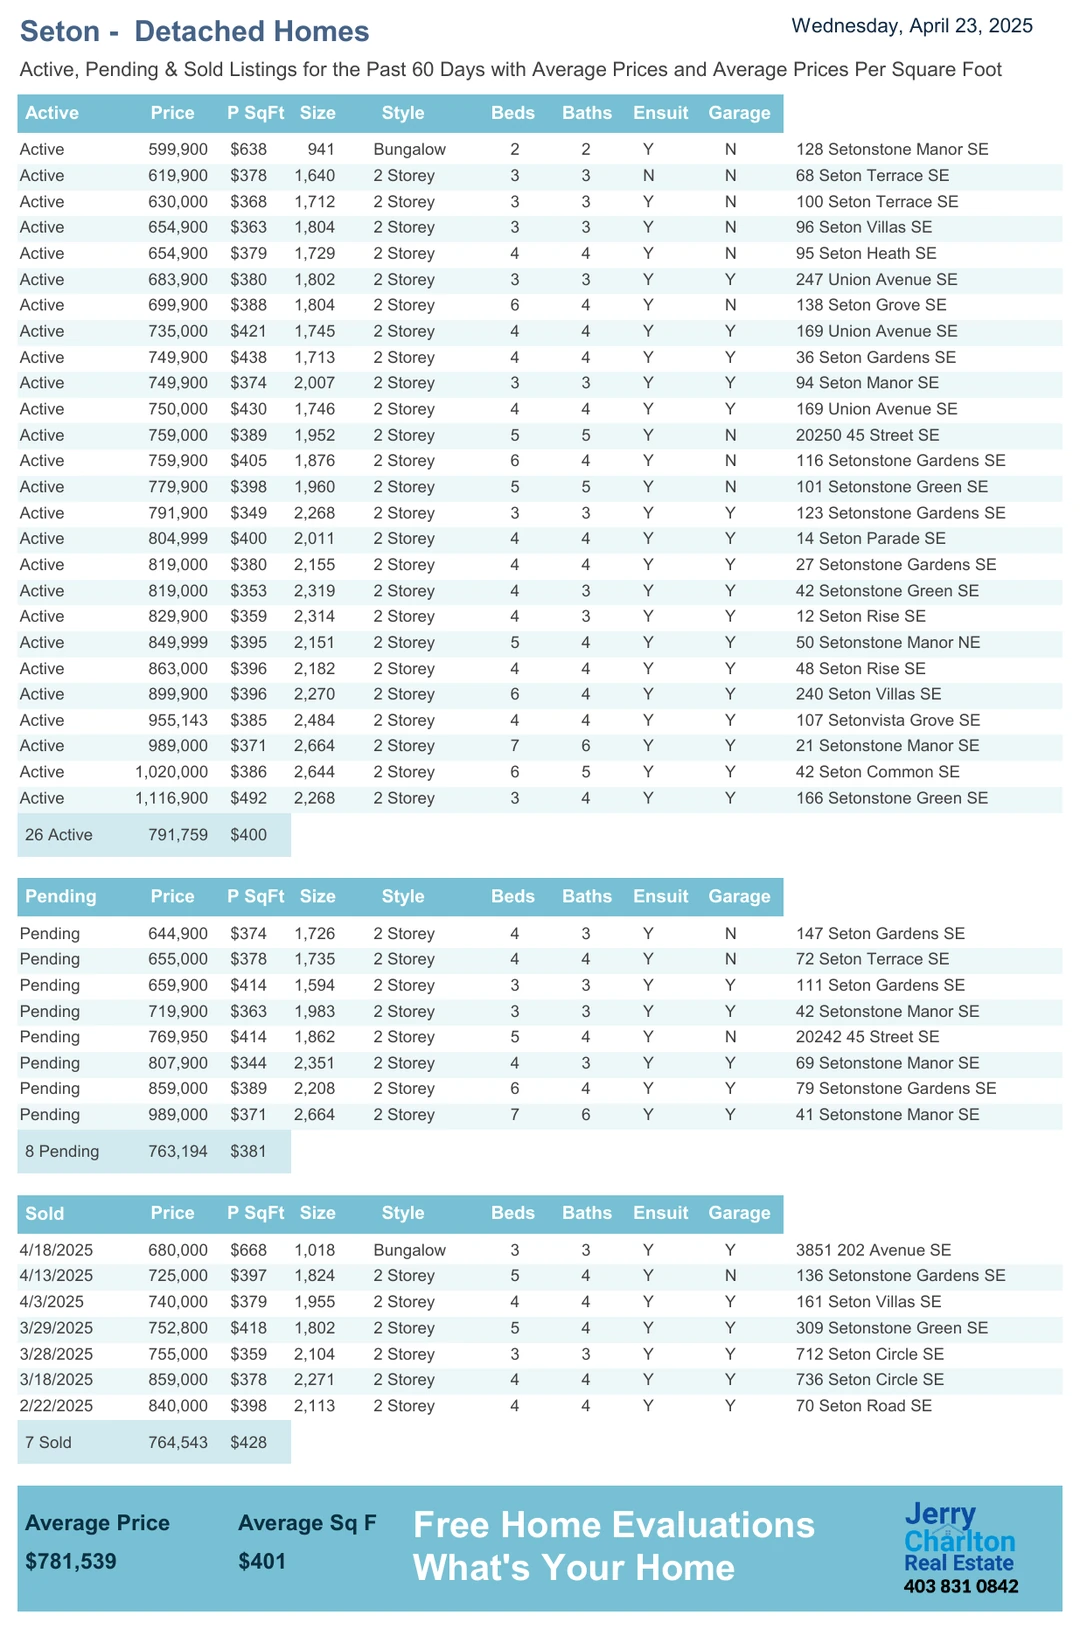 Seton - Detached Homes Wednesday, April 23, 2025
Active, Pending & Sold Listings for the Past 60 Days with Average Prices and Average Prices Per Square Foot
Active Price P SqFt Size Style Beds Baths Ensuit Garage
Active 599,900 $638 941 Bungalow 2 2 Y N 128 Setonstone Manor SE
Active 619,900 $378 1,640 2 Storey 3 3 N N 68 Seton Terrace SE
Active 630,000 $368 1,712 2 Storey 3 3 Y N 100 Seton Terrace SE
Active 654,900 $363 1,804 2 Storey 3 3 Y N 96 Seton Villas SE
Active 654,900 $379 1,729 2 Storey 4 4 Y N 95 Seton Heath SE
Active 683,900 $380 1,802 2 Storey 3 3 Y Y 247 Union Avenue SE
Active 699,900 $388 1,804 2 Storey 6 4 Y N 138 Seton Grove SE
Active 735,000 $421 1,745 2 Storey 4 4 Y Y 169 Union Avenue SE
Active 749,900 $438 1,713 2 Storey 4 4 Y Y 36 Seton Gardens SE
Active 749,900 $374 2,007 2 Storey 3 3 Y Y 94 Seton Manor SE
Active 750,000 $430 1,746 2 Storey 4 4 Y Y 169 Union Avenue SE
Active 759,000 $389 1,952 2 Storey 5 5 Y N 20250 45 Street SE
Active 759,900 $405 1,876 2 Storey 6 4 Y N 116 Setonstone Gardens SE
Active 779,900 $398 1,960 2 Storey 5 5 Y N 101 Setonstone Green SE
Active 791,900 $349 2,268 2 Storey 3 3 Y Y 123 Setonstone Gardens SE
Active 804,999 $400 2,011 2 Storey 4 4 Y Y 14 Seton Parade SE
Active 819,000 $380 2,155 2 Storey 4 4 Y Y 27 Setonstone Gardens SE
Active 819,000 $353 2,319 2 Storey 4 3 Y Y 42 Setonstone Green SE
Active 829,900 $359 2,314 2 Storey 4 3 Y Y 12 Seton Rise SE
Active 849,999 $395 2,151 2 Storey 5 4 Y Y 50 Setonstone Manor NE
Active 863,000 $396 2,182 2 Storey 4 4 Y Y 48 Seton Rise SE
Active 899,900 $396 2,270 2 Storey 6 4 Y Y 240 Seton Villas SE
Active 955,143 $385 2,484 2 Storey 4 4 Y Y 107 Setonvista Grove SE
Active 989,000 $371 2,664 2 Storey 7 6 Y Y 21 Setonstone Manor SE
Active 1,020,000 $386 2,644 2 Storey 6 5 Y Y 42 Seton Common SE
Active 1,116,900 $492 2,268 2 Storey 3 4 Y Y 166 Setonstone Green SE
26 Active 791,759 $400
Pending Price P SqFt Size Style Beds Baths Ensuit Garage
Pending 644,900 $374 1,726 2 Storey 4 3 Y N 147 Seton Gardens SE
Pending 655,000 $378 1,735 2 Storey 4 4 Y N 72 Seton Terrace SE
Pending 659,900 $414 1,594 2 Storey 3 3 Y Y 111 Seton Gardens SE
Pending 719,900 $363 1,983 2 Storey 3 3 Y Y 42 Setonstone Manor SE
Pending 769,950 $414 1,862 2 Storey 5 4 Y N 20242 45 Street SE
Pending 807,900 $344 2,351 2 Storey 4 3 Y Y 69 Setonstone Manor SE
Pending 859,000 $389 2,208 2 Storey 6 4 Y Y 79 Setonstone Gardens SE
Pending 989,000 $371 2,664 2 Storey 7 6 Y Y 41 Setonstone Manor SE
8 Pending 763,194 $381
Sold Price P SqFt Size Style Beds Baths Ensuit Garage
4/18/2025 680,000 $668 1,018 Bungalow 3 3 Y Y 3851 202 Avenue SE
4/13/2025 725,000 $397 1,824 2 Storey 5 4 Y N 136 Setonstone Gardens SE
4/3/2025 740,000 $379 1,955 2 Storey 4 4 Y Y 161 Seton Villas SE
3/29/2025 752,800 $418 1,802 2 Storey 5 4 Y Y 309 Setonstone Green SE
3/28/2025 755,000 $359 2,104 2 Storey 3 3 Y Y 712 Seton Circle SE
3/18/2025 859,000 $378 2,271 2 Storey 4 4 Y Y 736 Seton Circle SE
2/22/2025 840,000 $398 2,113 2 Storey 4 4 Y Y 70 Seton Road SE
7 Sold 764,543 $428
Average Price Average Sq F
$781,539 $401
Free Home Evaluations
What's Your Home
Jerry
Charlton
Real Estate
403 831 0842